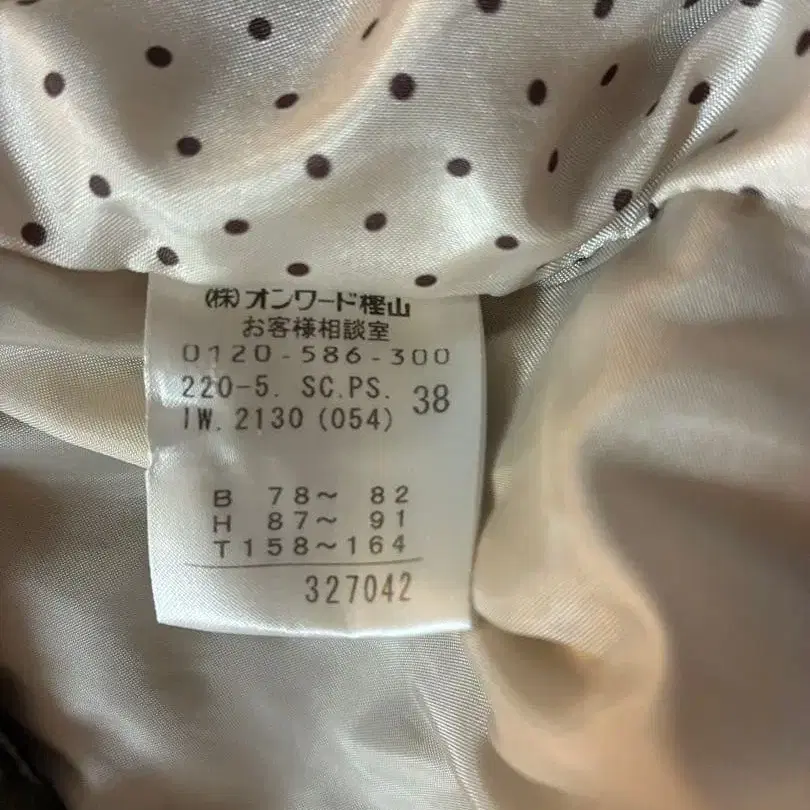 (株)オンワード樫山
お客様相談室
0120-586-300
220-5. SC.PS. 38
IW. 2130 (054)
B 78～ 82
H 87～ 91
T 158～164
327042